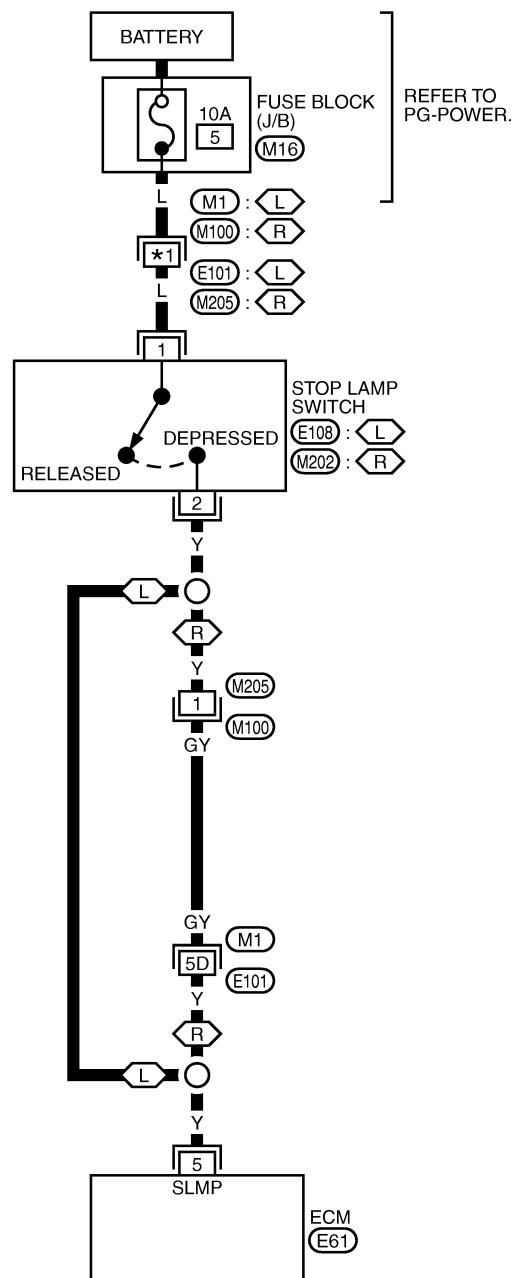 BATTERY
10A
5
FUSE BLOCK
(J/B)
M16
REFER TO
PG-POWER.
L
M1 : L
M100 : R
*1
E101 : L
M205 : R
L
1
STOP LAMP
SWITCH
E108 : L
M202 : R
DEPRESSED
RELEASED
2
Y
L
R
Y
M205
1
M100
GY
GY
M1
5D
E101
Y
R
L
Y
5
SLMP
ECM
E61